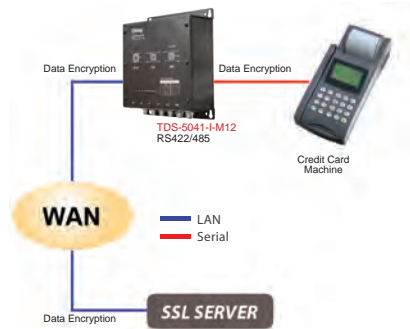 Data Encryption
Data Encryption
TDS-5041-I-M12
RS422/485
Credit Card
Machine
WAN
LAN
Serial
Data Encryption
SSL SERVER